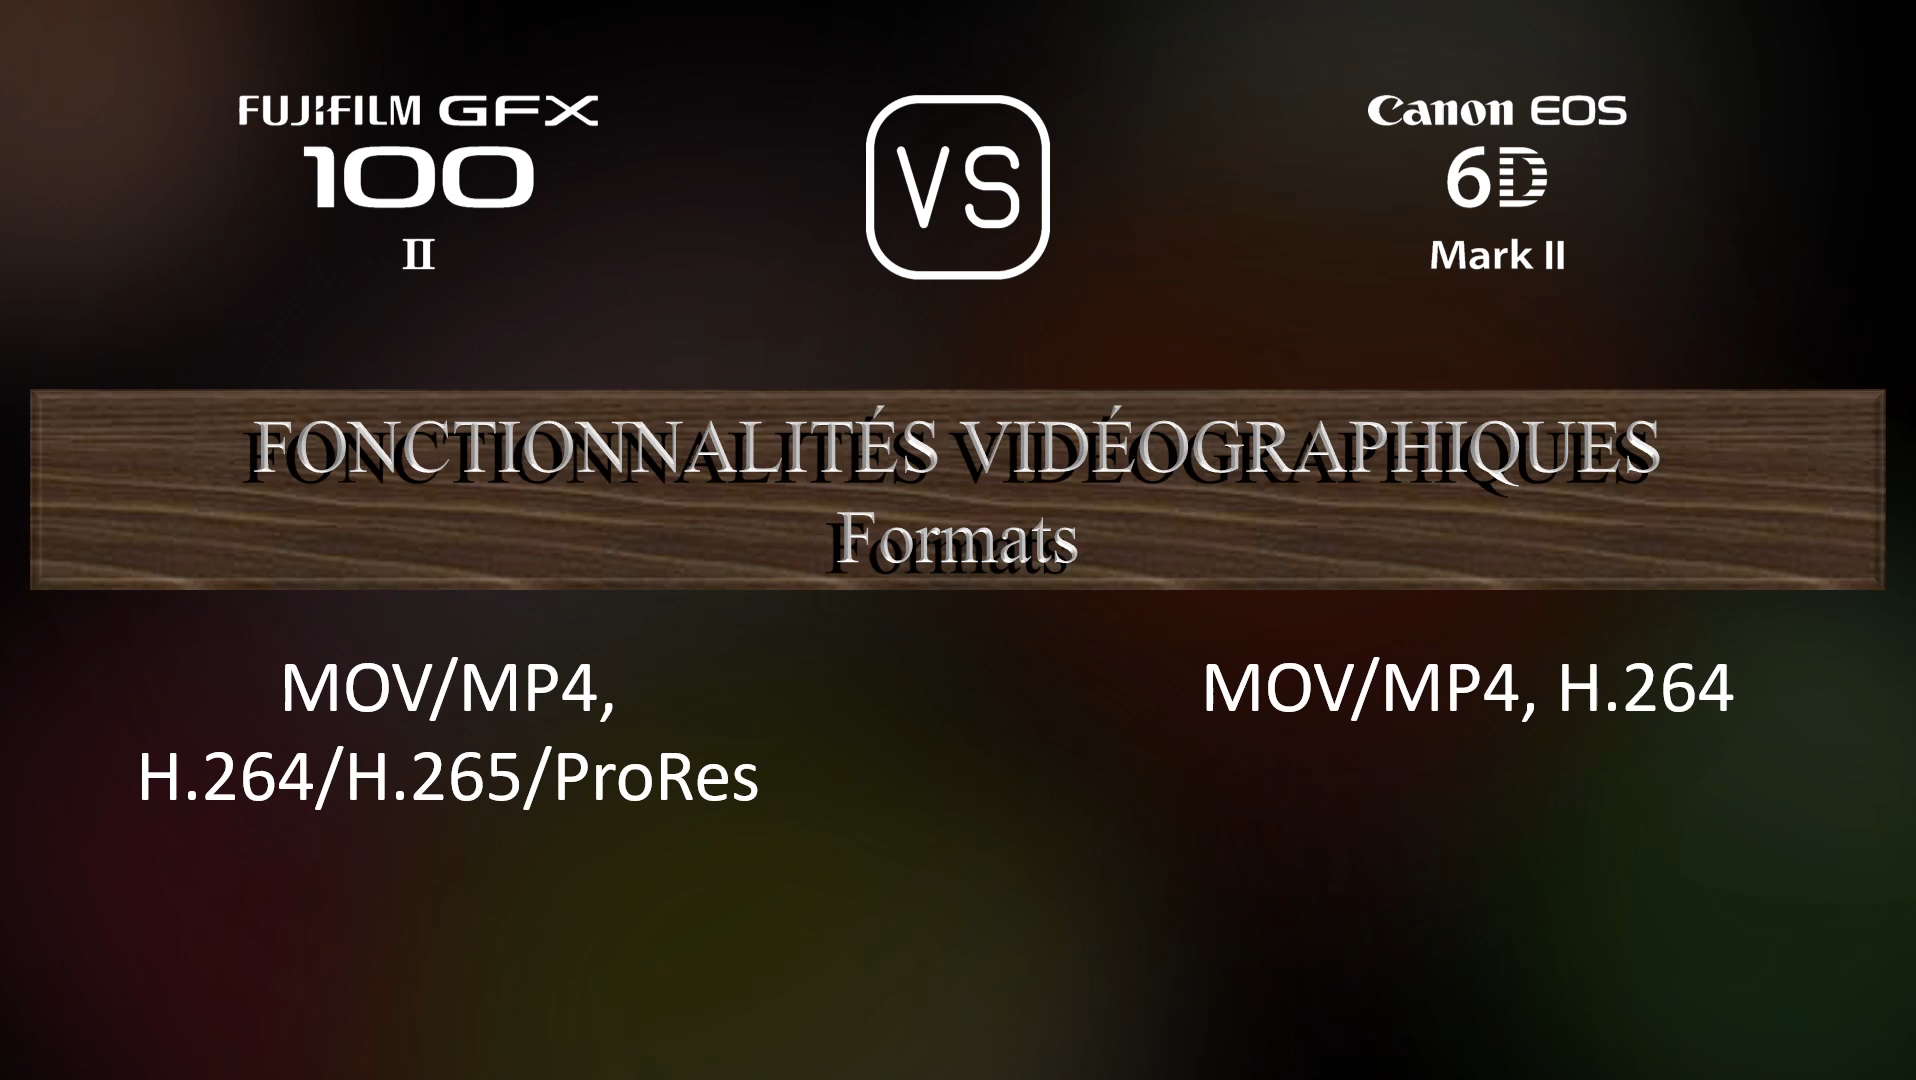 FUJIFILM GFX
100
II
VS
Canon EOS
6D
Mark II
FONCTIONNALITÉS VIDÉOGRAPHIQUES
Formats
MOV/MP4,
H.264/H.265/ProRes
MOV/MP4, H.264